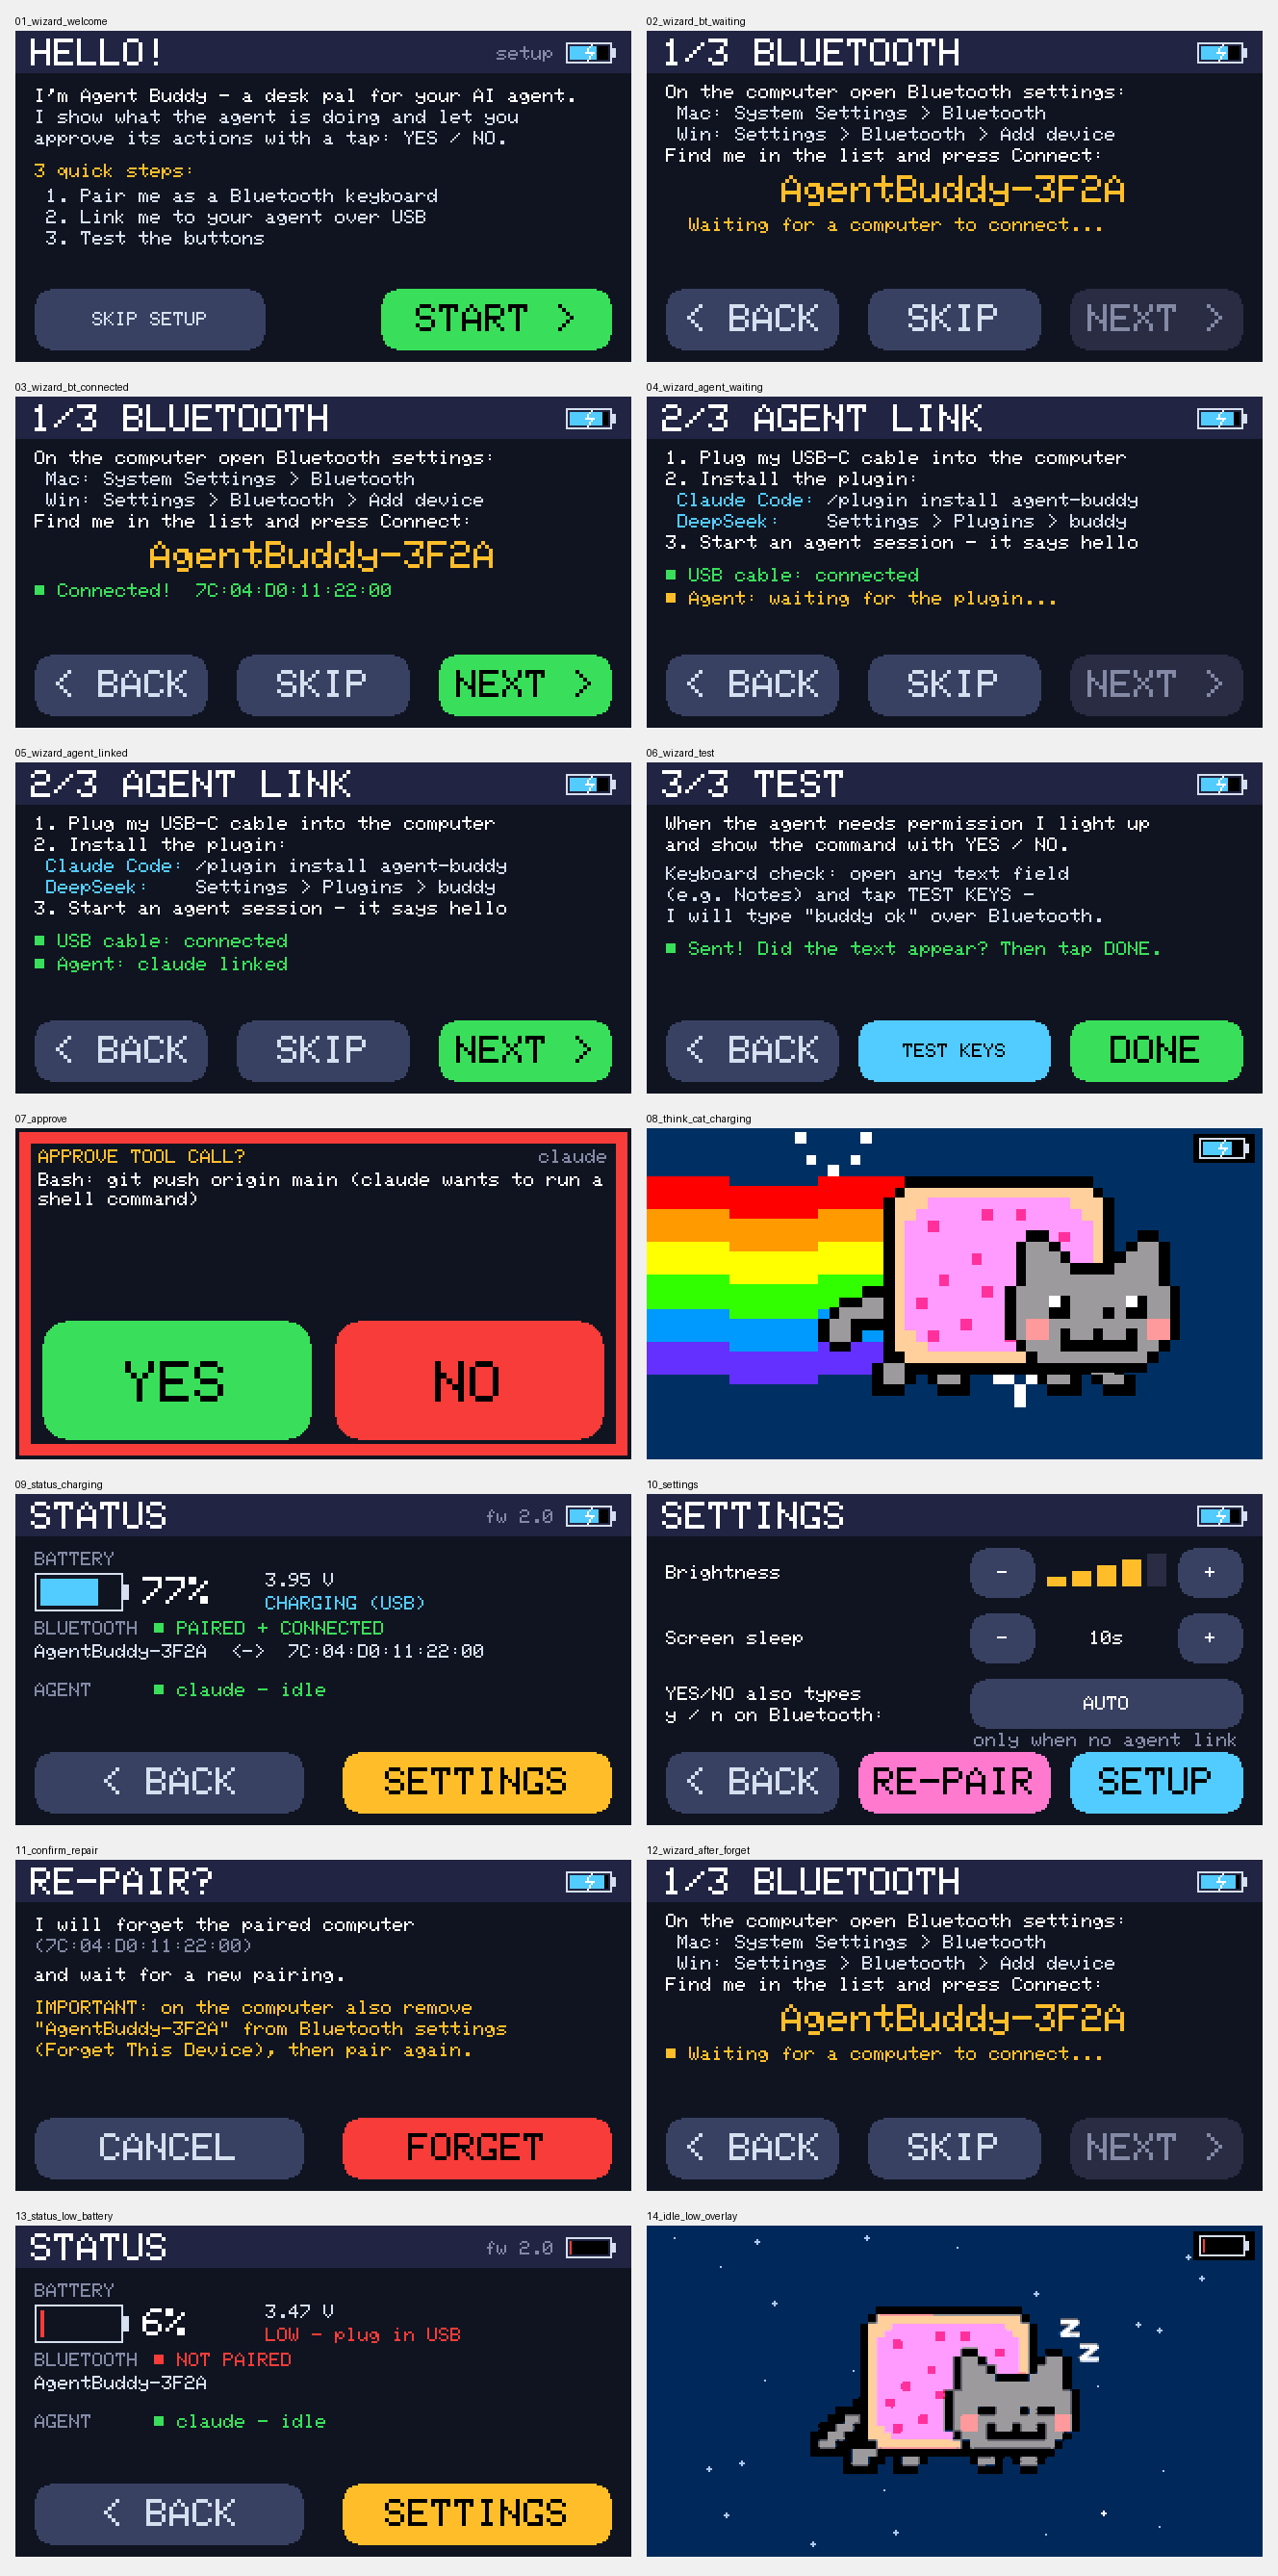 01_wizard_welcome
HELLO!
setup
I'm Agent Buddy - a desk pal for your AI agent.
I show what the agent is doing and let you
approve its actions with a tap: YES / NO.
3 quick steps:
1. Pair me as a Bluetooth keyboard
2. Link me to your agent over USB
3. Test the buttons
SKIP SETUP
START >
02_wizard_bt_waiting
1/3 BLUETOOTH
On the computer open Bluetooth settings:
Mac: System Settings > Bluetooth
Win: Settings > Bluetooth > Add device
Find me in the list and press Connect:
AgentBuddy-3F2A
Waiting for a computer to connect...
< BACK
SKIP
NEXT >
03_wizard_bt_connected
1/3 BLUETOOTH
On the computer open Bluetooth settings:
Mac: System Settings > Bluetooth
Win: Settings > Bluetooth > Add device
Find me in the list and press Connect:
AgentBuddy-3F2A
Connected! 7C:04:D0:11:22:00
< BACK
SKIP
NEXT >
04_wizard_agent_waiting
2/3 AGENT LINK
1. Plug my USB-C cable into the computer
2. Install the plugin:
Claude Code: /plugin install agent-buddy
DeepSeek: Settings > Plugins > buddy
3. Start an agent session - it says hello
USB cable: connected
Agent: waiting for the plugin...
< BACK
SKIP
NEXT >
05_wizard_agent_linked
2/3 AGENT LINK
1. Plug my USB-C cable into the computer
2. Install the plugin:
Claude Code: /plugin install agent-buddy
DeepSeek: Settings > Plugins > buddy
3. Start an agent session - it says hello
USB cable: connected
Agent: claude linked
< BACK
SKIP
NEXT >
06_wizard_test
3/3 TEST
When the agent needs permission I light up
and show the command with YES / NO.
Keyboard check: open any text field
(e.g. Notes) and tap TEST KEYS -
I will type "buddy ok" over Bluetooth.
Sent! Did the text appear? Then tap DONE.
< BACK
TEST KEYS
DONE
07_approve
APPROVE TOOL CALL?
claude
Bash: git push origin main (claude wants to run a
shell command)
YES
NO
08_think_cat_charging
09_status_charging
STATUS
fw 2.0
BATTERY
77%
3.95 V
CHARGING (USB)
BLUETOOTH PAIRED + CONNECTED
AgentBuddy-3F2A <-> 7C:04:D0:11:22:00
AGENT claude - idle
< BACK
SETTINGS
10_settings
SETTINGS
Brightness
-
+
Screen sleep
-
10s
+
YES/NO also types
y / n on Bluetooth:
AUTO
only when no agent link
< BACK
RE-PAIR
SETUP
11_confirm_repair
RE-PAIR?
I will forget the paired computer
(7C:04:D0:11:22:00)
and wait for a new pairing.
IMPORTANT: on the computer also remove
"AgentBuddy-3F2A" from Bluetooth settings
(Forget This Device), then pair again.
CANCEL
FORGET
12_wizard_after_forget
1/3 BLUETOOTH
On the computer open Bluetooth settings:
Mac: System Settings > Bluetooth
Win: Settings > Bluetooth > Add device
Find me in the list and press Connect:
AgentBuddy-3F2A
Waiting for a computer to connect...
< BACK
SKIP
NEXT >
13_status_low_battery
STATUS
fw 2.0
BATTERY
6%
3.47 V
LOW - plug in USB
BLUETOOTH NOT PAIRED
AgentBuddy-3F2A
AGENT claude - idle
< BACK
SETTINGS
14_idle_low_overlay
z
z